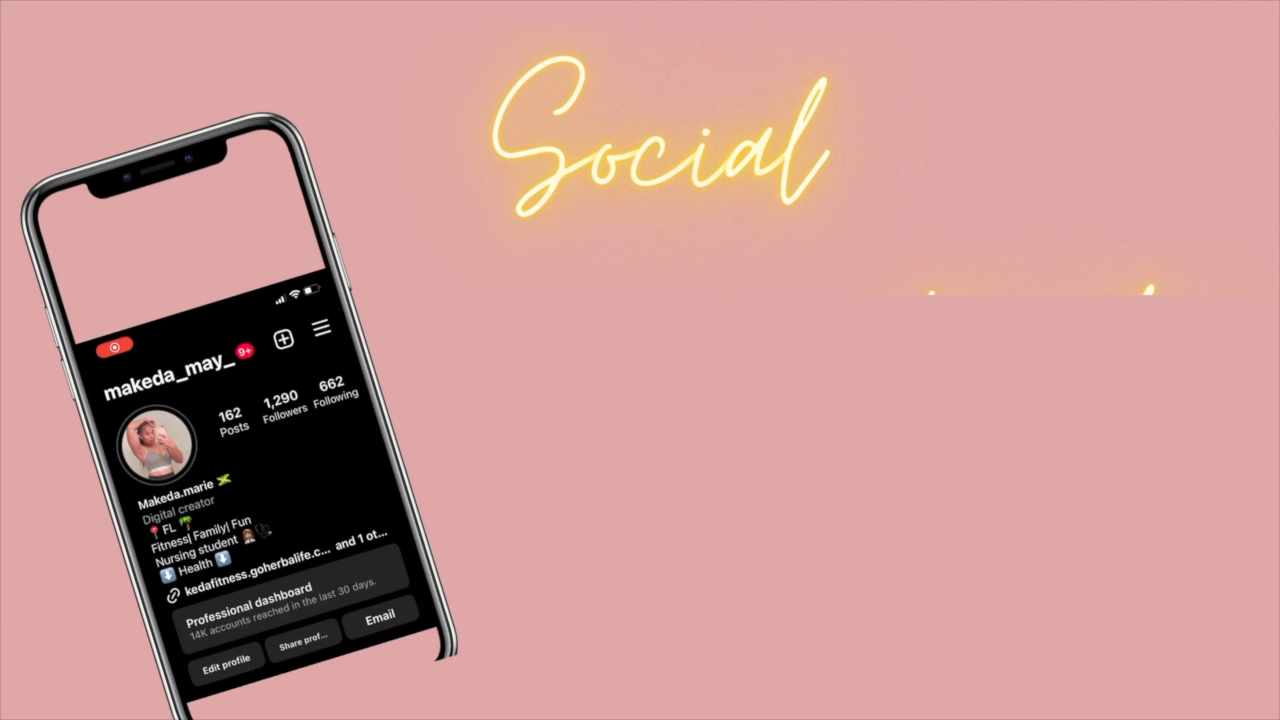 Social
makeda_may_ 9+
162 1,290 662
Posts Followers Following
Makeda.marie
Digital creator
FL
Fitness| Family| Fun
Nursing student
Health
kedafitness.goherbalife.c... and 1 ot...
Professional dashboard
14K accounts reached in the last 30 days.
Edit profile Share prof... Email